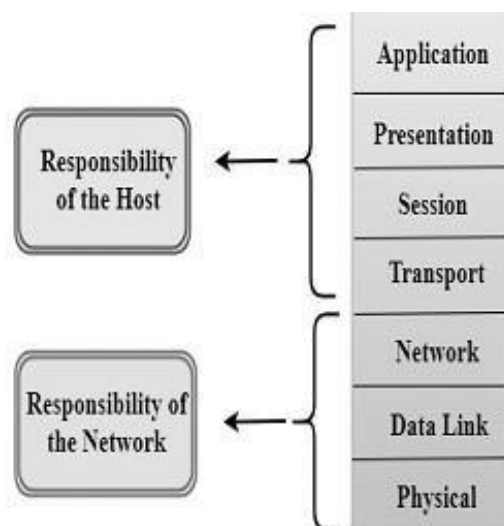 Application
Presentation
Responsibility
of the Host
Session
Transport
Network
Responsibility of
the Network
Data Link
Physical